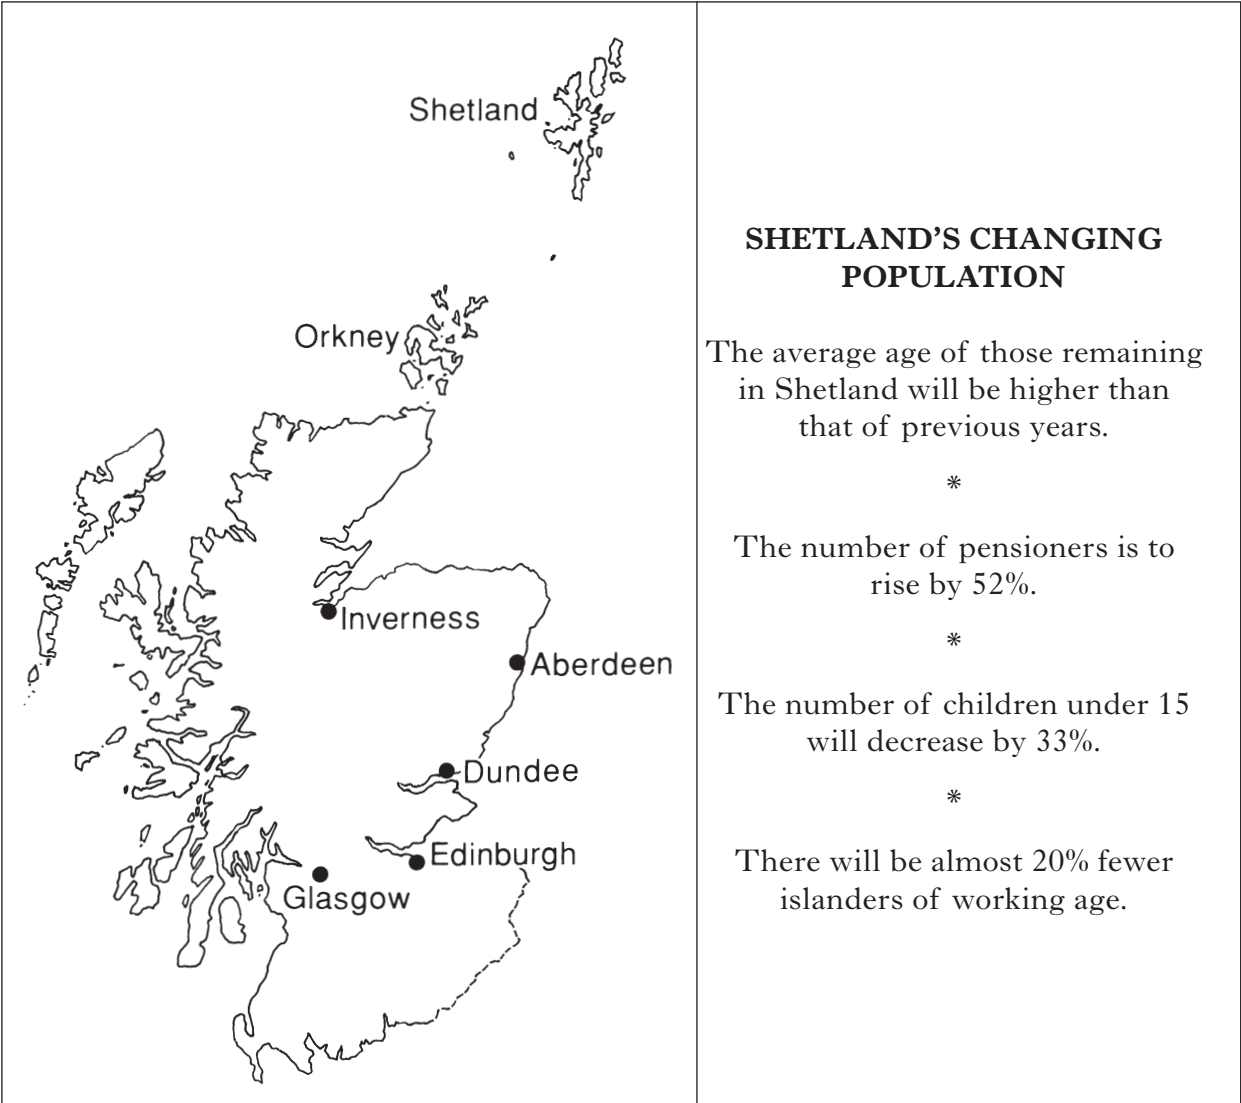 Shetland
Orkney
Inverness
Aberdeen
Dundee
Edinburgh
Glasgow
SHETLAND’S CHANGING
POPULATION
The average age of those remaining
in Shetland will be higher than
that of previous years.
*
The number of pensioners is to
rise by 52%.
*
The number of children under 15
will decrease by 33%.
*
There will be almost 20% fewer
islanders of working age.